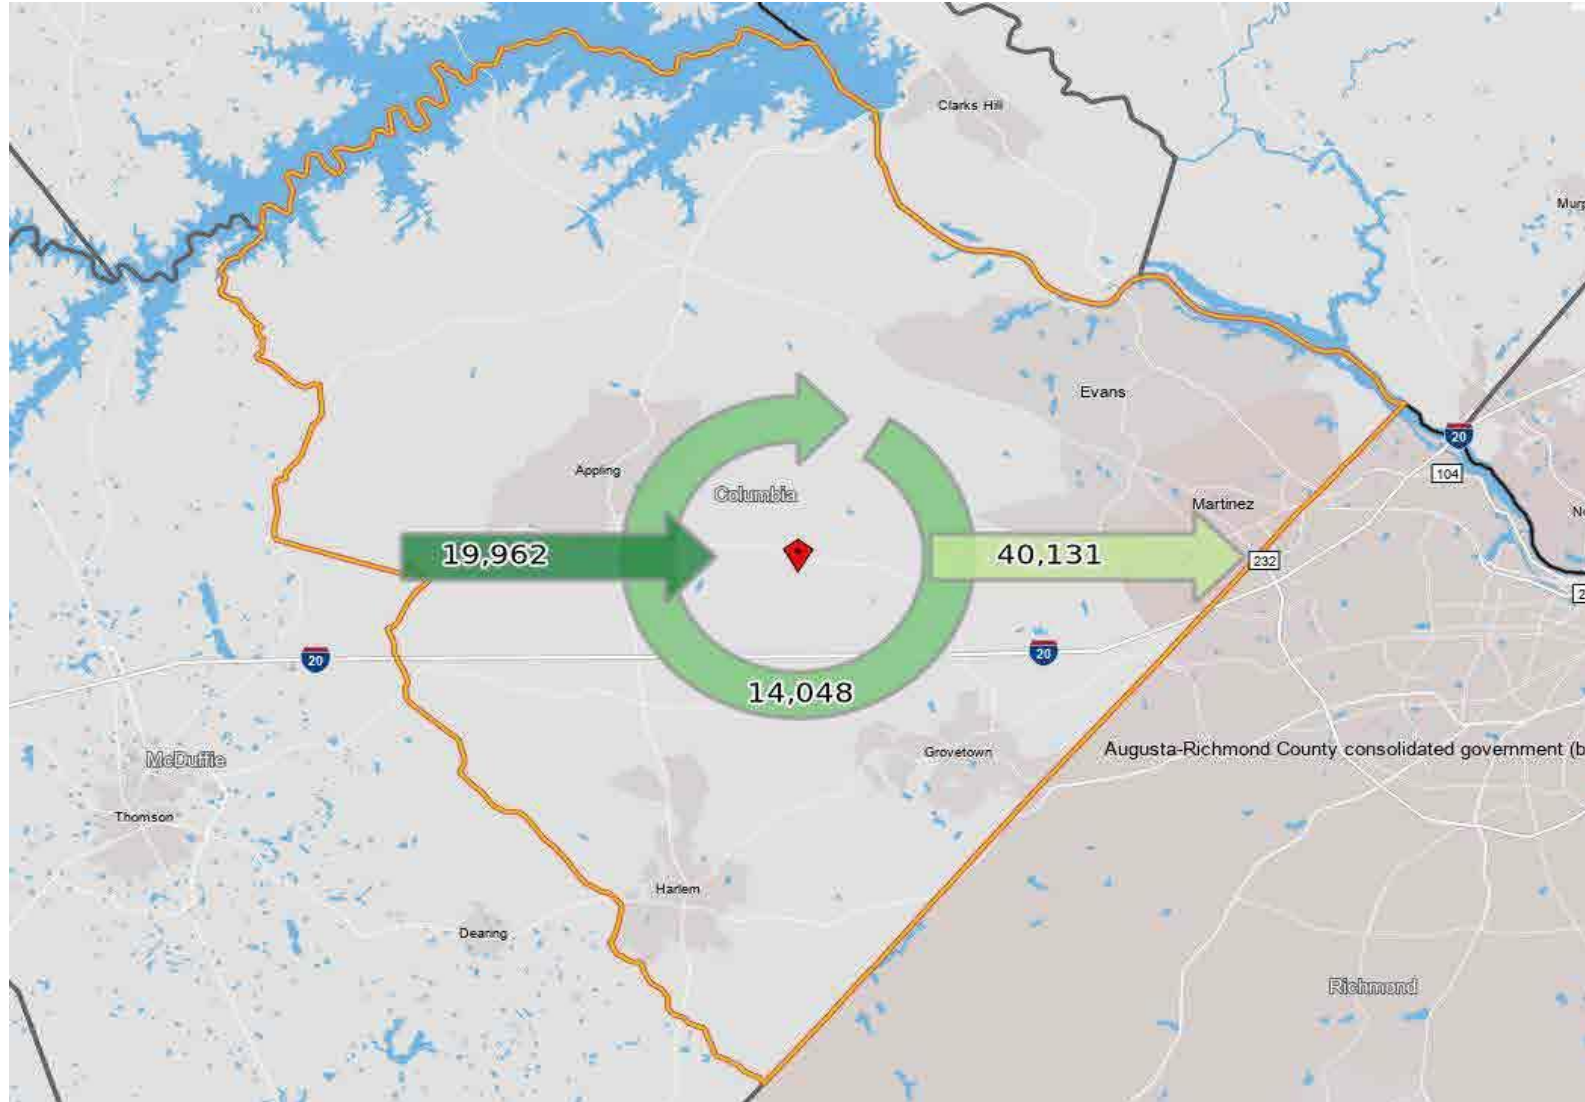 Clarks Hill
Evans
20
104
Appling
Columbia
Martinez
19,962
40,131
232
20
20
14,048
Grovetown
Augusta-Richmond County consolidated government (b
McDuffie
Thomson
Harlem
Dearing
Richmond